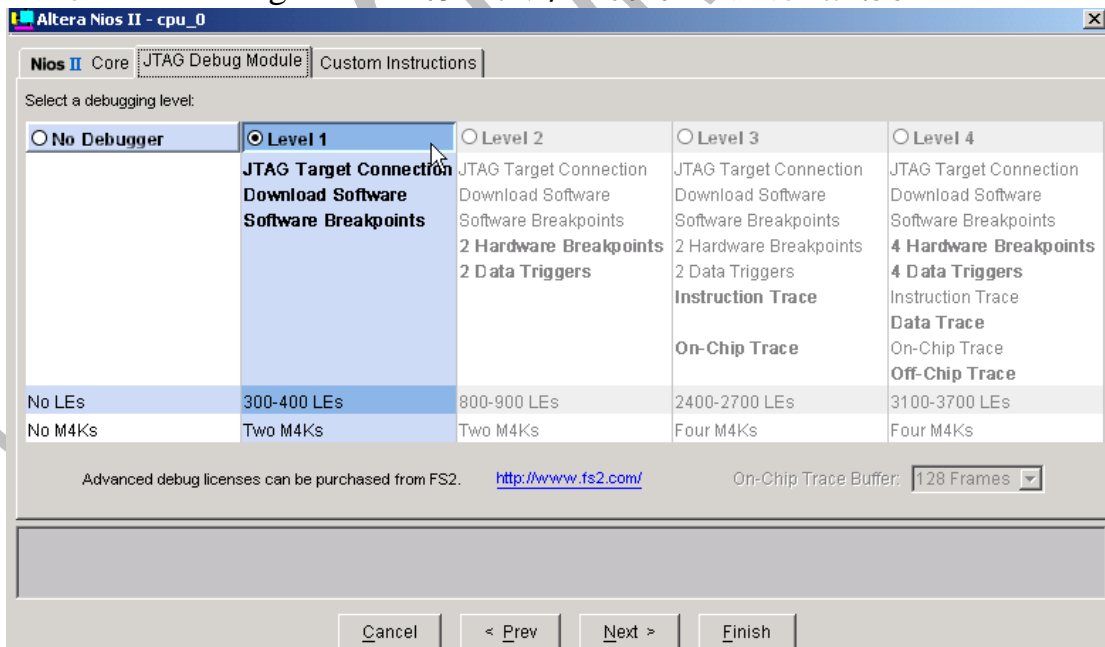 Altera Nios II - cpu_0
Nios II Core JTAG Debug Module Custom Instructions
Select a debugging level:
No Debugger Level 1 Level 2 Level 3 Level 4
JTAG Target Connection JTAG Target Connection JTAG Target Connection JTAG Target Connection
Download Software Download Software Download Software Download Software
Software Breakpoints Software Breakpoints Software Breakpoints Software Breakpoints
2 Hardware Breakpoints 2 Hardware Breakpoints 4 Hardware Breakpoints
2 Data Triggers 2 Data Triggers 4 Data Triggers
Instruction Trace Instruction Trace
Data Trace
On-Chip Trace On-Chip Trace
Off-Chip Trace
No LEs 300-400 LEs 800-900 LEs 2400-2700 LEs 3100-3700 LEs
No M4Ks Two M4Ks Two M4Ks Four M4Ks Four M4Ks
Advanced debug licenses can be purchased from FS2. http://www.fs2.com/ On-Chip Trace Buffer: 128 Frames
Cancel < Prev Next > Finish